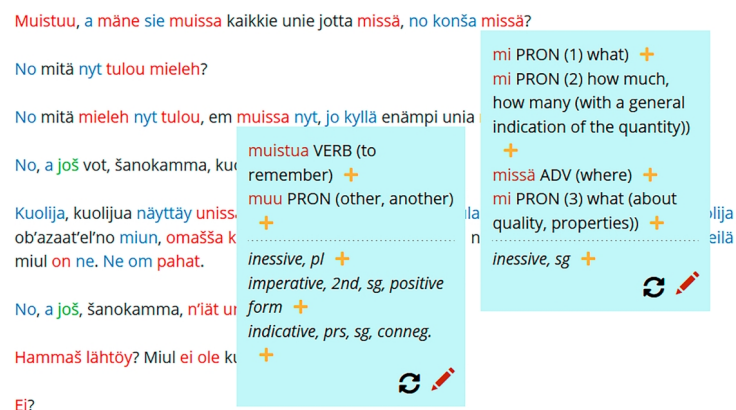 Muistuu, a mäne sie muissa kaikkie unie jotta missä, no konša missä?
No mitä nyt tulou mieleh?
No mitä mieleh nyt tulou, em muissa nyt, jo kyllä enämpi unia
No, a još vot, šanokamma,
Kuolija, kuolijua näyttäy
ob’azaat’el’no miun, omašša
miul on ne. Ne om pahat.
No, a još, šanokamma, n’iät
Hammaš lähtöy? Miul ei ole
Ei?
muistua VERB (to
remember) +
muu PRON (other, another)
+
inessive, pl +
imperative, 2nd, sg, positive
form +
indicative, prs, sg, conneg.
+
mi PRON (1) what) +
mi PRON (2) how much,
how many (with a general
indication of the quantity))
+
missä ADV (where) +
mi PRON (3) what (about
quality, properties)) +
inessive, sg +